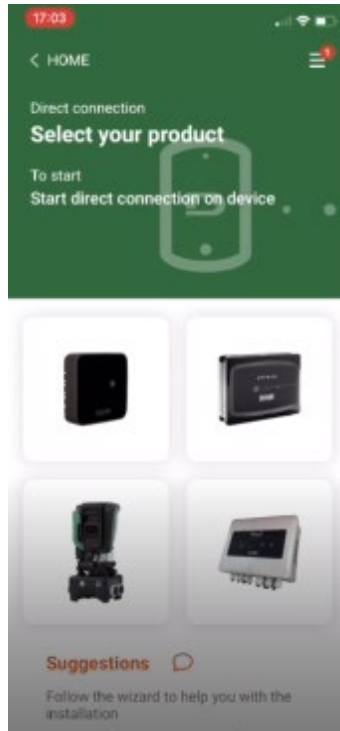 17:03
< HOME
1
Direct connection
Select your product
To start
Start direct connection on device
Suggestions
Follow the wizard to help you with the
installation